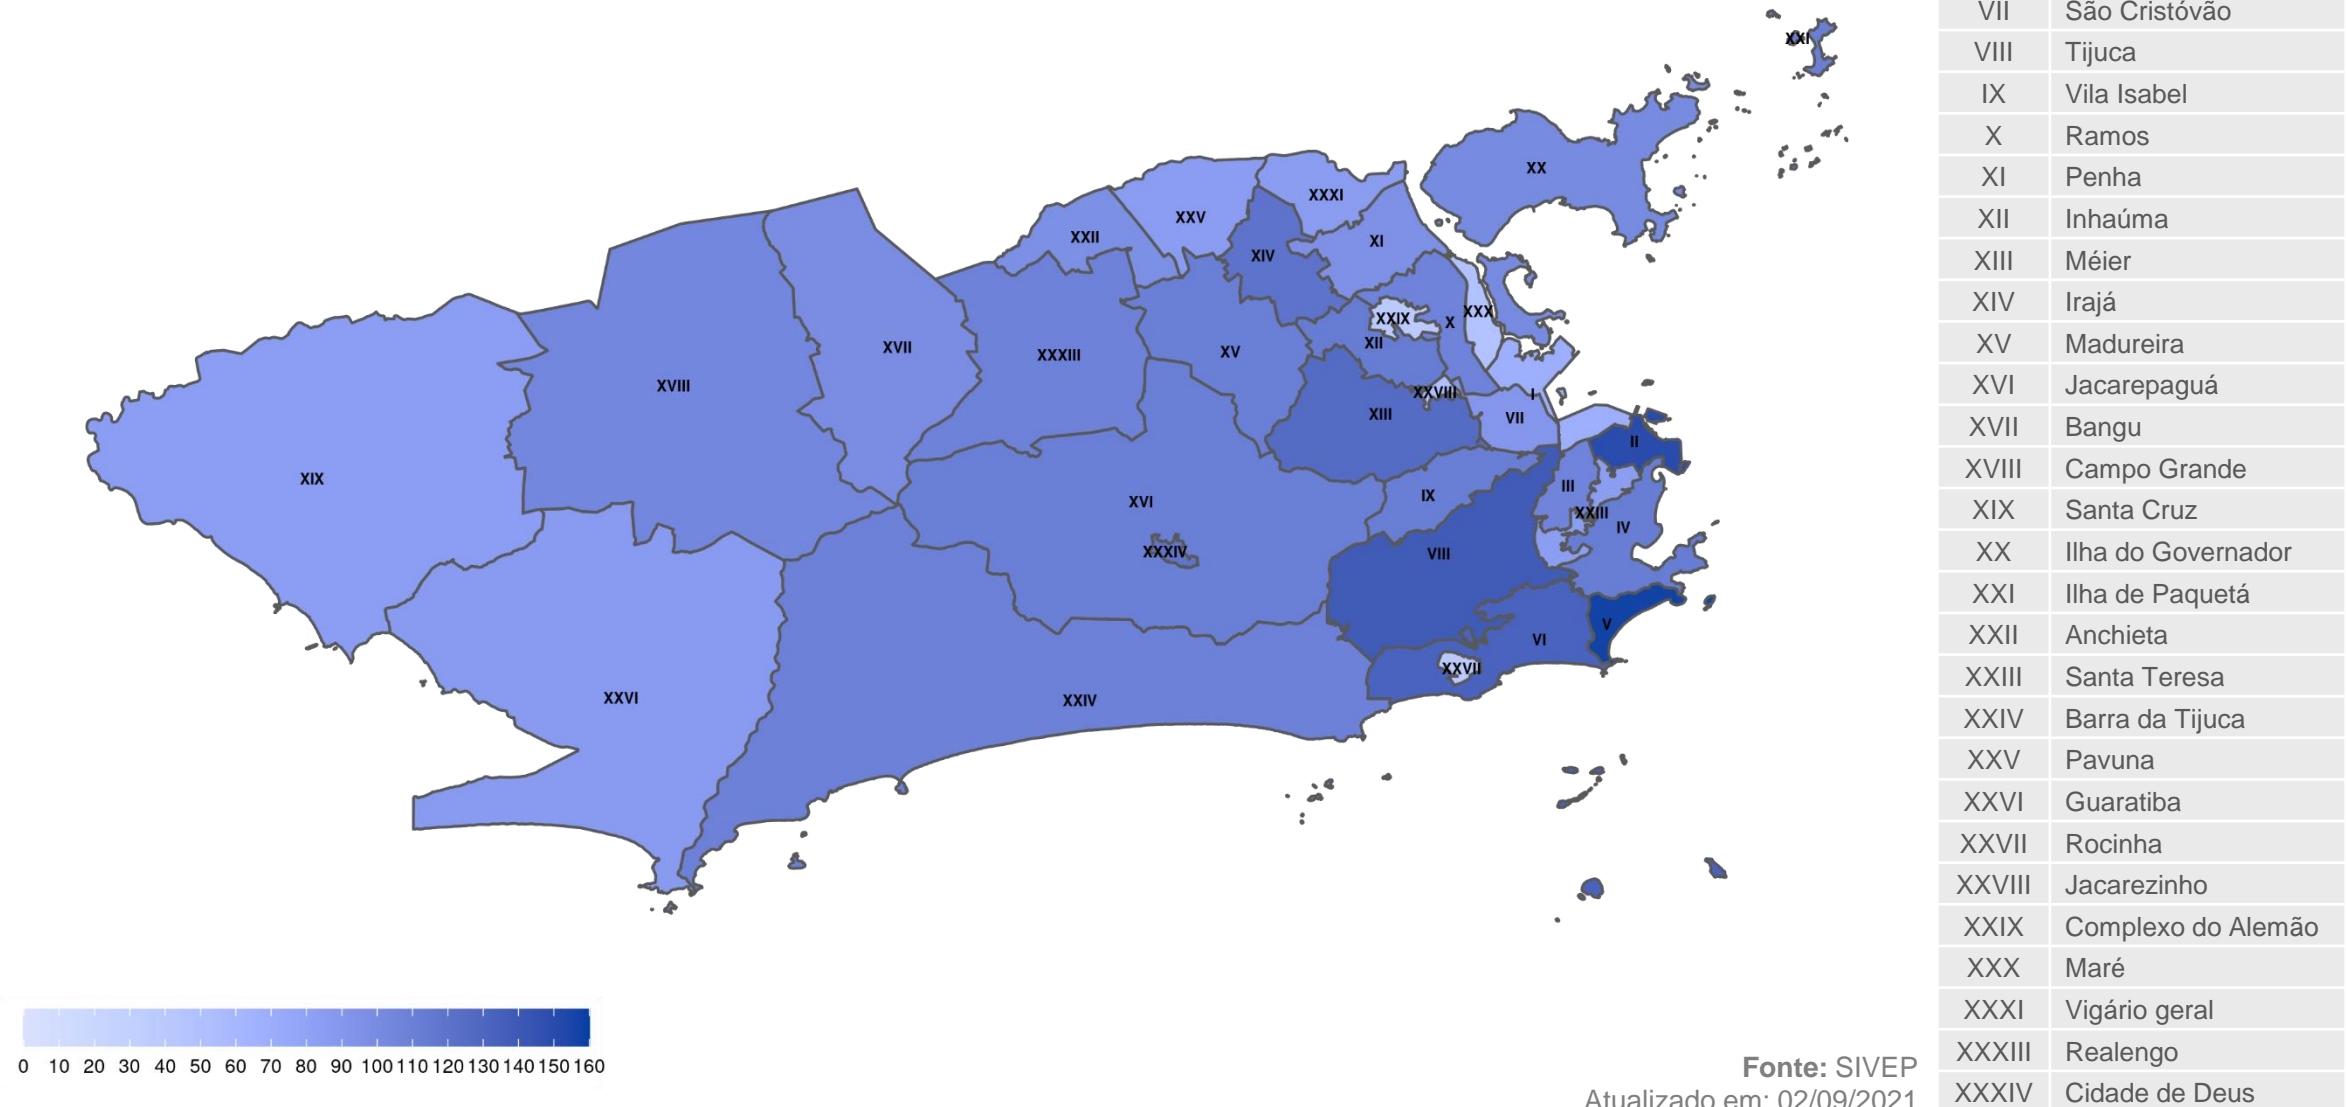 XXI
XX
XXXI
XXV
XXII
XI
XIV
XXX
XXIX
X
XII
XVII
XXXIII
XV
XVIII
XXVIII
I
XIII
VII
II
XIX
III
IX
XVI
XXIII
IV
XXXIV
VIII
V
VI
XXVII
XXVI
XXIV
0 10 20 30 40 50 60 70 80 90 100 110 120 130 140 150 160
Fonte: SIVEP
Atualizado em: 02/09/2021
VII São Cristóvão
VIII Tijuca
IX Vila Isabel
X Ramos
XI Penha
XII Inhaúma
XIII Méier
XIV Irajá
XV Madureira
XVI Jacarepaguá
XVII Bangu
XVIII Campo Grande
XIX Santa Cruz
XX Ilha do Governador
XXI Ilha de Paquetá
XXII Anchieta
XXIII Santa Teresa
XXIV Barra da Tijuca
XXV Pavuna
XXVI Guaratiba
XXVII Rocinha
XXVIII Jacarezinho
XXIX Complexo do Alemão
XXX Maré
XXXI Vigário geral
XXXIII Realengo
XXXIV Cidade de Deus